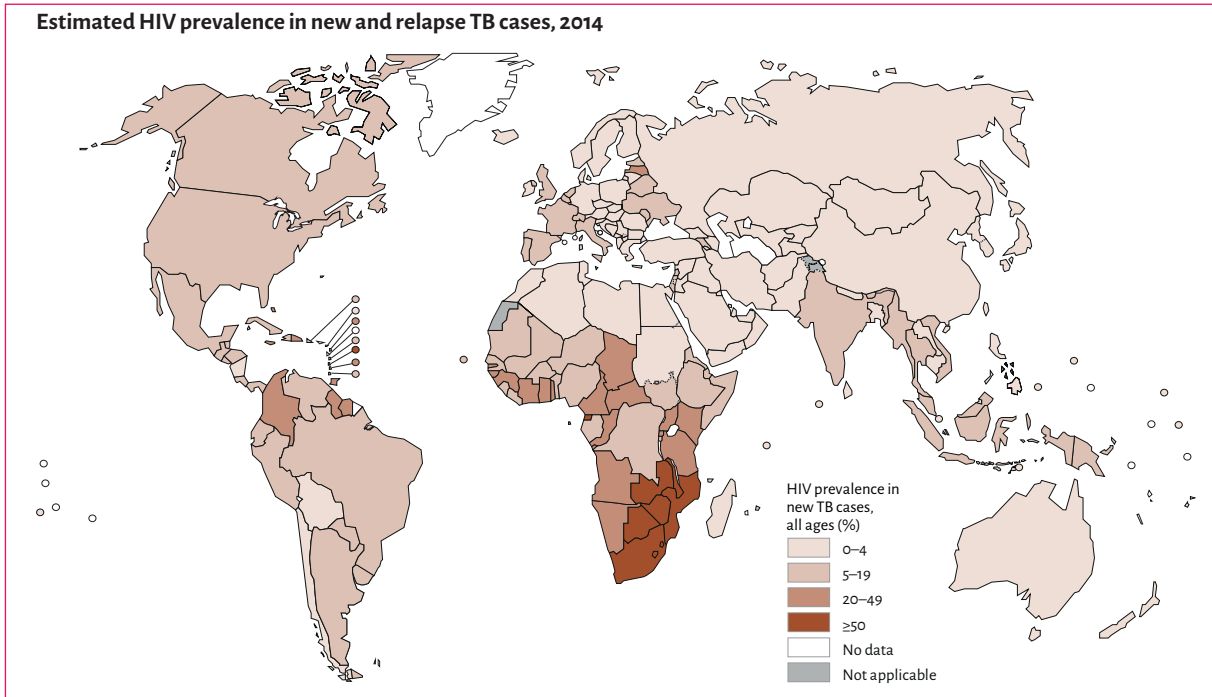 Estimated HIV prevalence in new and relapse TB cases, 2014
HIV prevalence in
new TB cases,
all ages (%)
0–4
5–19
20–49
≥50
No data
Not applicable